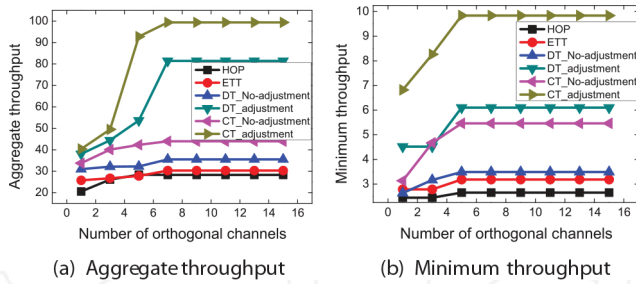 Aggregate throughput
100
90
80
70
60
50
40
30
20
0 2 4 6 8 10 12 14 16
HOP
ETT
DT_No-adjustment
DT_adjustment
CT_No-adjustment
CT_adjustment
Number of orthogonal channels
(a) Aggregate throughput
Minimum throughput
10
9
8
7
6
5
4
3
0 2 4 6 8 10 12 14 16
HOP
ETT
DT_No-adjustment
DT_adjustment
CT_No-adjustment
CT_adjustment
Number of orthogonal channels
(b) Minimum throughput